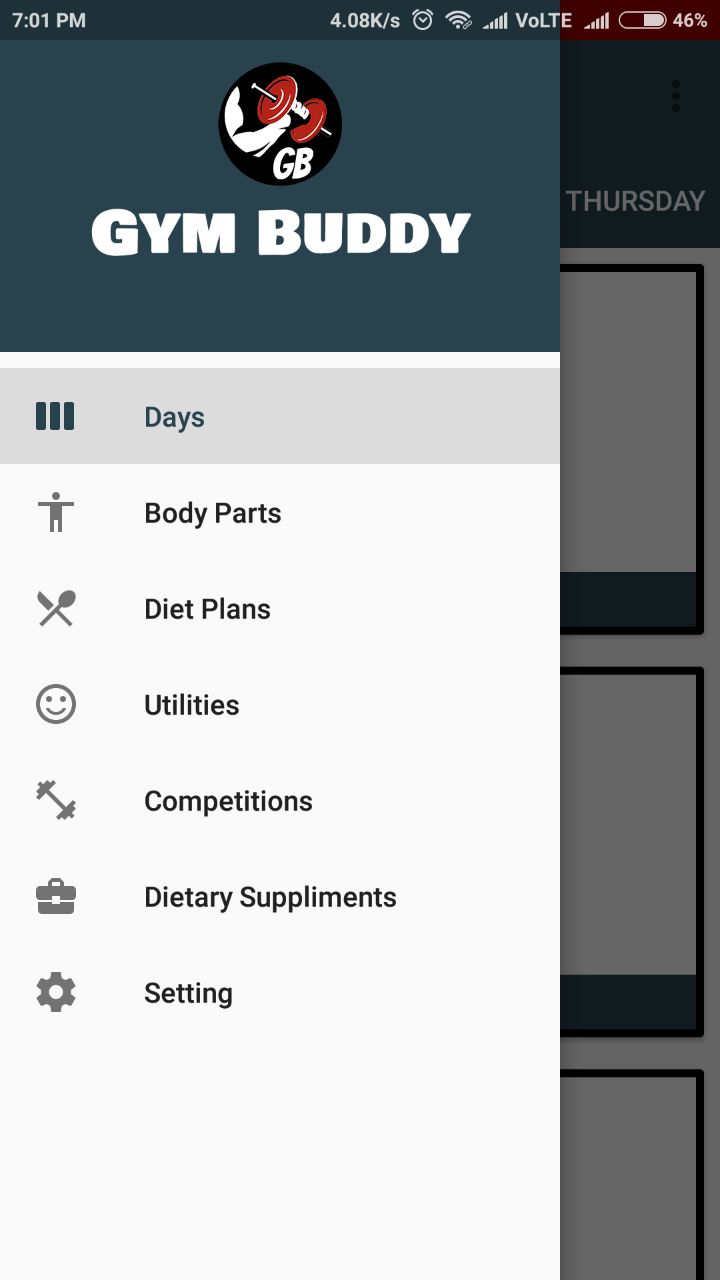 7:01 PM 4.08K/s VoLTE 46%
GB
GYM BUDDY
THURSDAY
Days
Body Parts
Diet Plans
Utilities
Competitions
Dietary Suppliments
Setting